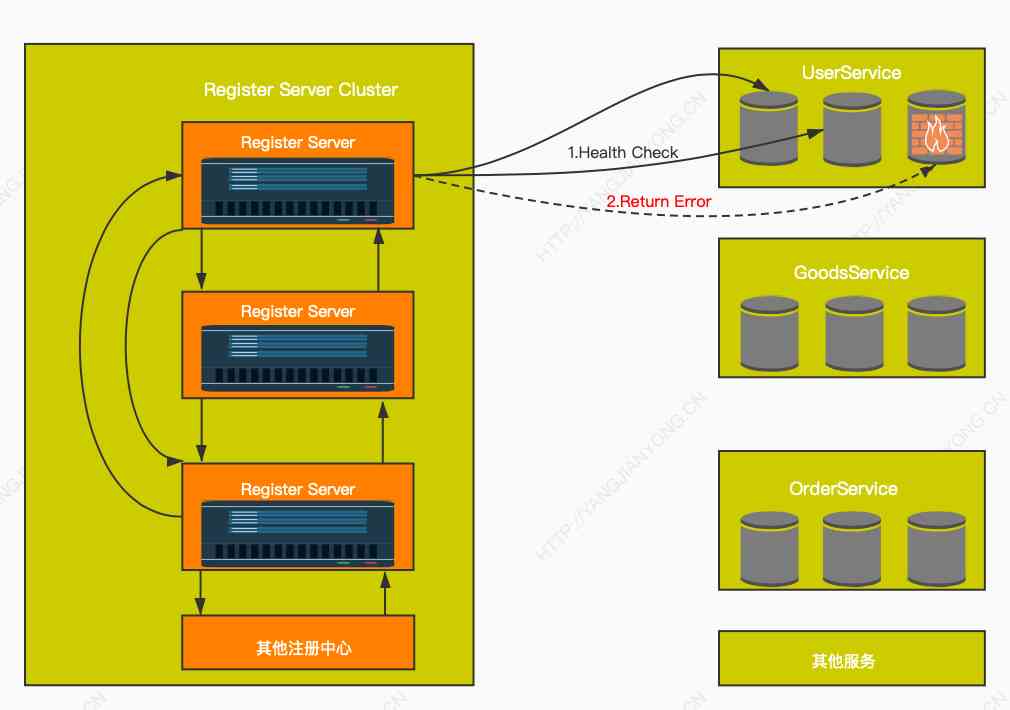 Register Server Cluster
Register Server
Register Server
Register Server
其他注册中心
1.Health Check
2.Return Error
UserService
GoodsService
OrderService
其他服务
HTTP://YANGJIANYONG.CN
HTTP://YANGJIANYONG.CN